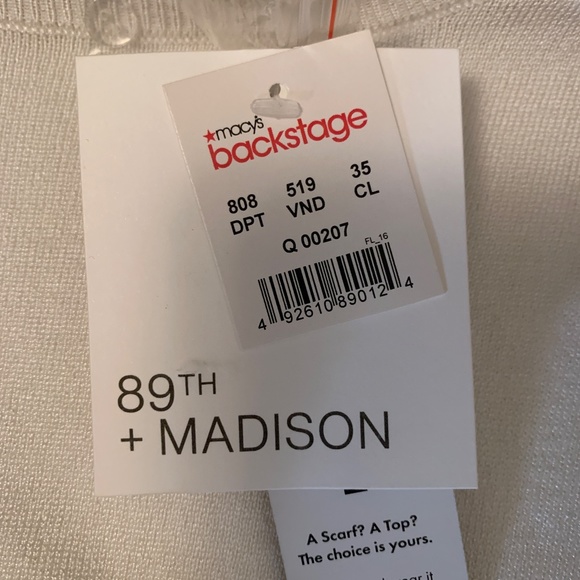 macy's
backstage
808 519 35
DPT VND CL
Q 00207
FL_16
4 92610 89012 4
89TH
+ MADISON
A Scarf? A Top?
The choice is yours.